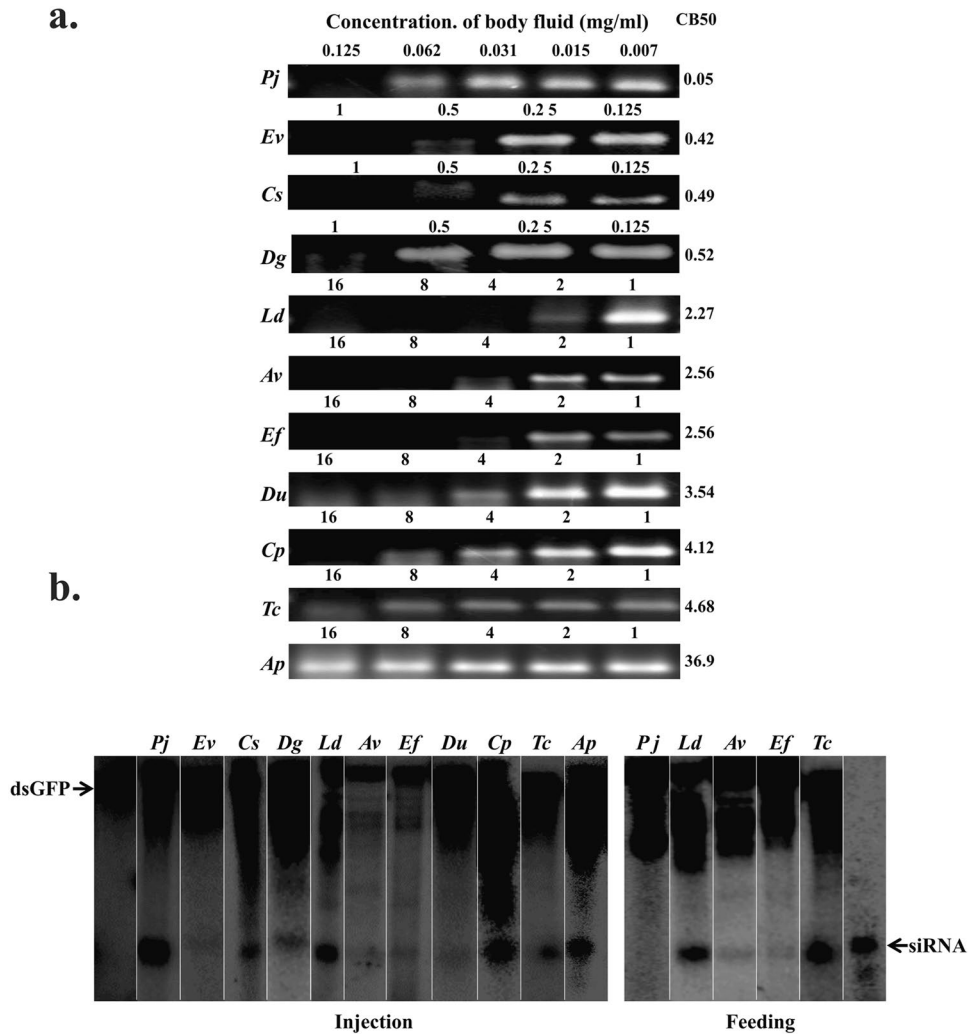 a.
Concentration. of body fluid (mg/ml) CB50
0.125 0.062 0.031 0.015 0.007
Pj 0.05
1 0.5 0.2 5 0.125
Ev 0.42
1 0.5 0.2 5 0.125
Cs 0.49
1 0.5 0.2 5 0.125
Dg 0.52
16 8 4 2 1
Ld 2.27
16 8 4 2 1
Av 2.56
16 8 4 2 1
Ef 2.56
16 8 4 2 1
Du 3.54
16 8 4 2 1
Cp 4.12
16 8 4 2 1
Tc 4.68
16 8 4 2 1
Ap 36.9
b.
Pj Ev Cs Dg Ld Av Ef Du Cp Tc Ap P j Ld Av Ef Tc
dsGFP
siRNA
Injection Feeding